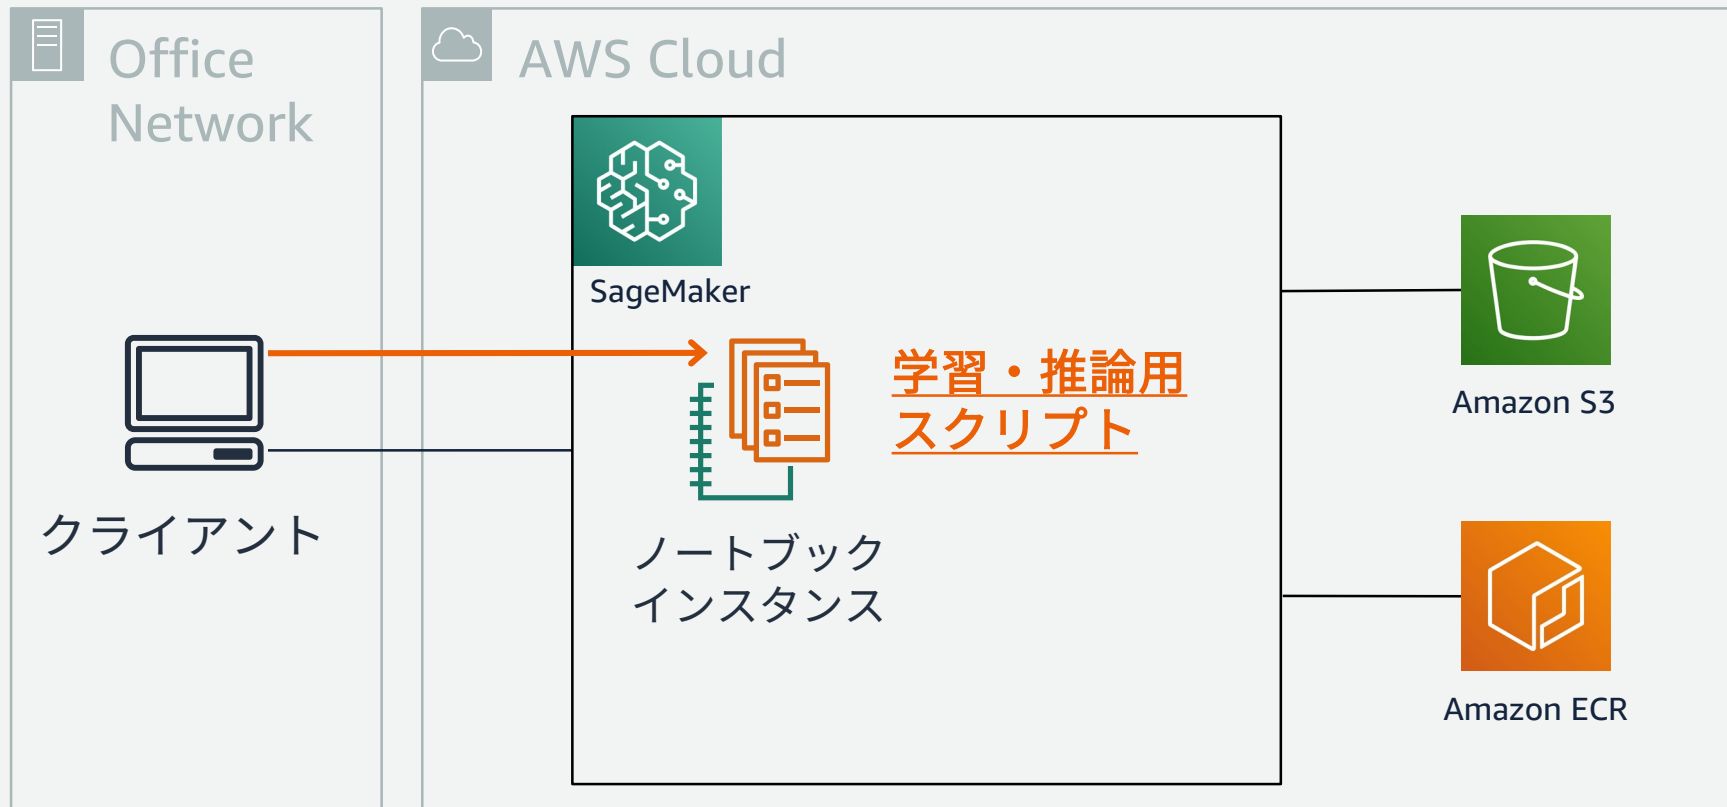 Office
Network
AWS Cloud
SageMaker
学習・推論用
スクリプト
クライアント
ノートブック
インスタンス
Amazon S3
Amazon ECR